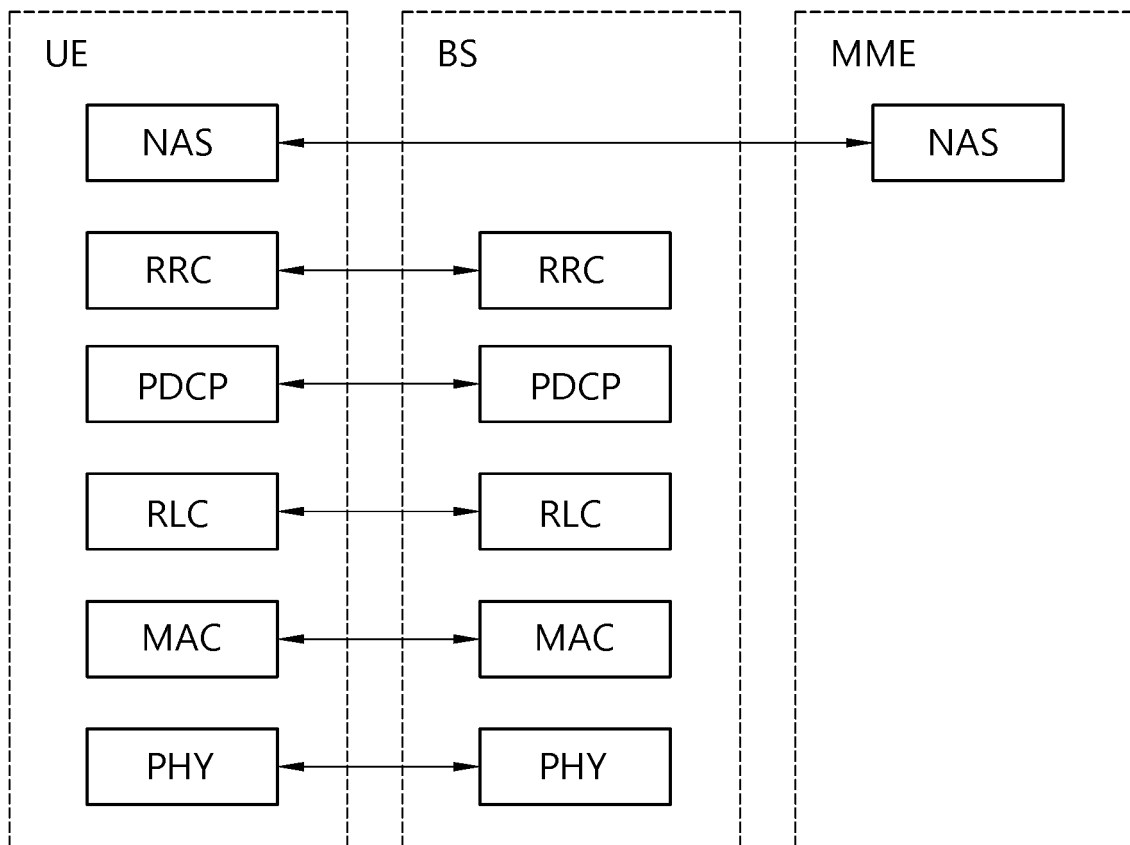 UE BS MME
NAS NAS
RRC RRC
PDCP PDCP
RLC RLC
MAC MAC
PHY PHY